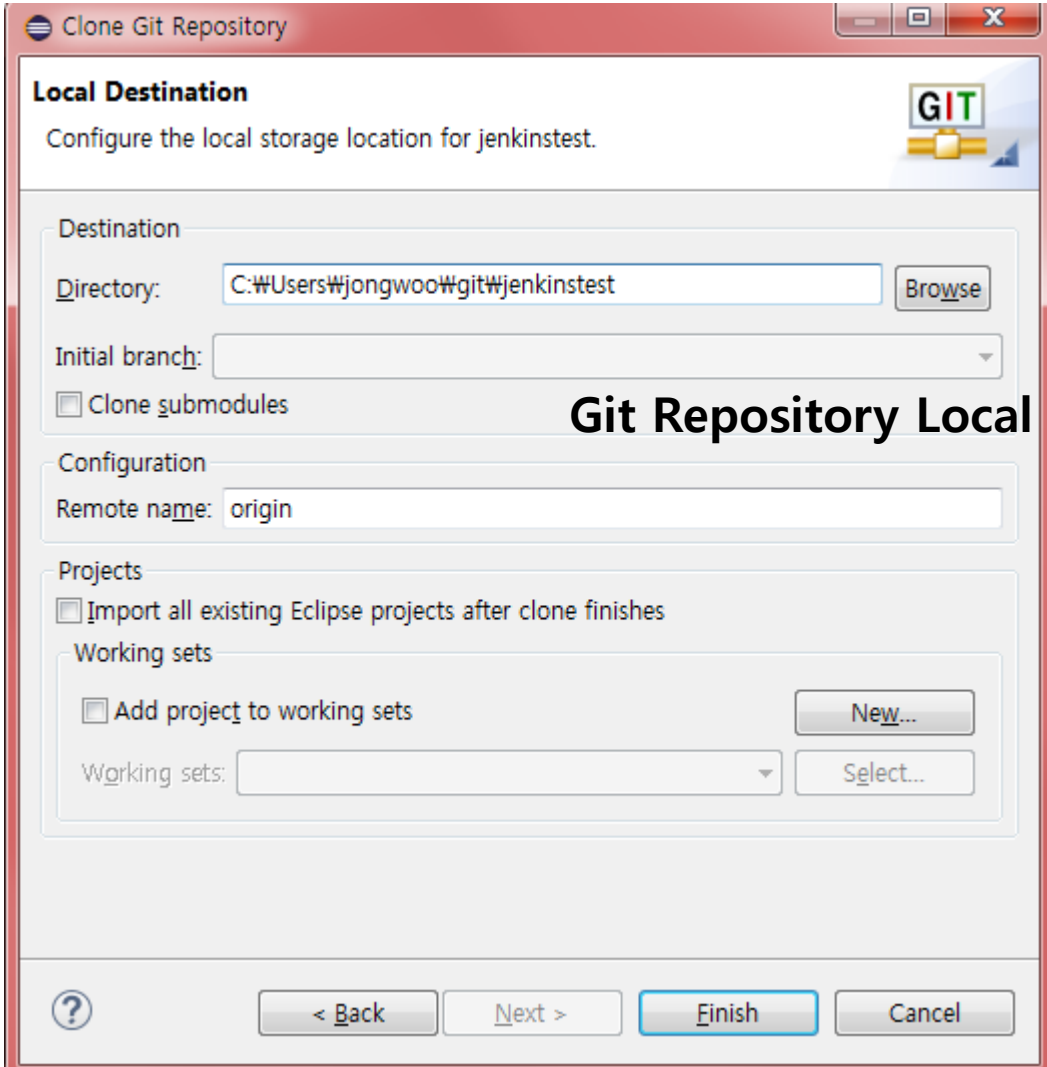 Clone Git Repository
Local Destination
GIT
Configure the local storage location for jenkinstest.
Destination
Directory: C:₩Users₩jongwoo₩git₩jenkinstest Browse
Initial branch:
Clone submodules
Git Repository Local
Configuration
Remote name: origin
Projects
Import all existing Eclipse projects after clone finishes
Working sets
Add project to working sets New...
Working sets: Select...
? < Back Next > Finish Cancel